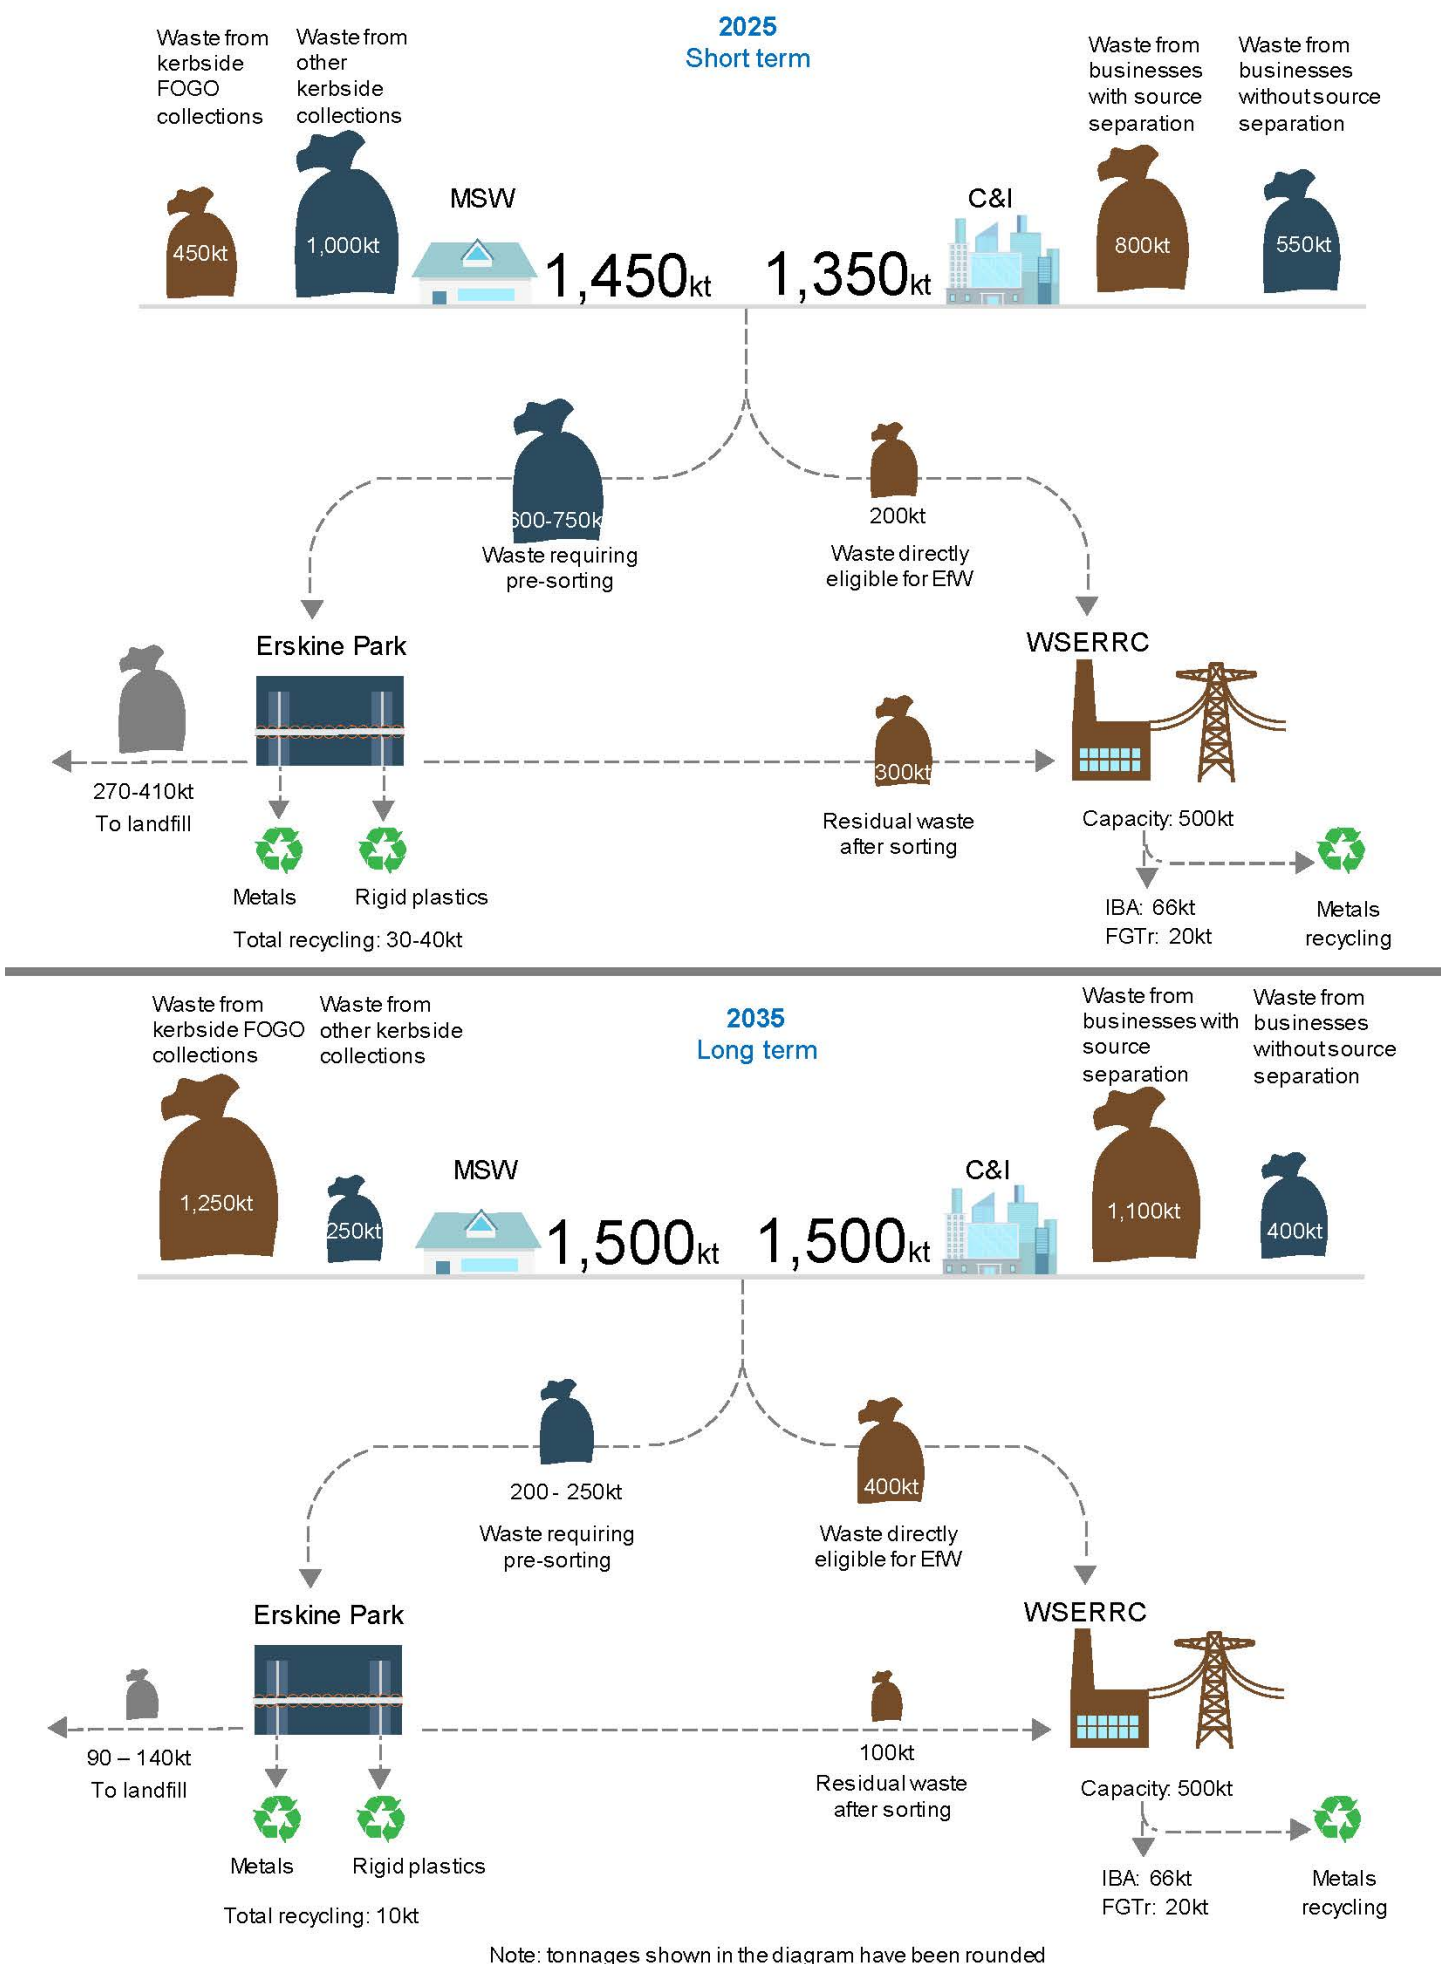 2025
Short term
Waste from
kerbside
FOGO
collections
Waste from
other
kerbside
collections
Waste from
businesses
with source
separation
Waste from
businesses
without source
separation
450kt
1,000kt
MSW
1,450kt
1,350kt
C&I
800kt
550kt
600-750k
Waste requiring
pre-sorting
200kt
Waste directly
eligible for EfW
Erskine Park
WSERRC
270-410kt
To landfill
300kt
Residual waste
after sorting
Capacity: 500kt
Metals
Rigid plastics
Total recycling: 30-40kt
IBA: 66kt
FGTr: 20kt
Metals
recycling
2035
Long term
Waste from
kerbside FOGO
collections
Waste from
other kerbside
collections
Waste from
businesses with
source
separation
Waste from
businesses
without source
separation
1,250kt
250kt
MSW
1,500kt
1,500kt
C&I
1,100kt
400kt
200 - 250kt
Waste requiring
pre-sorting
400kt
Waste directly
eligible for EfW
Erskine Park
WSERRC
90 – 140kt
To landfill
100kt
Residual waste
after sorting
Capacity: 500kt
Metals
Rigid plastics
Total recycling: 10kt
IBA: 66kt
FGTr: 20kt
Metals
recycling
Note: tonnages shown in the diagram have been rounded